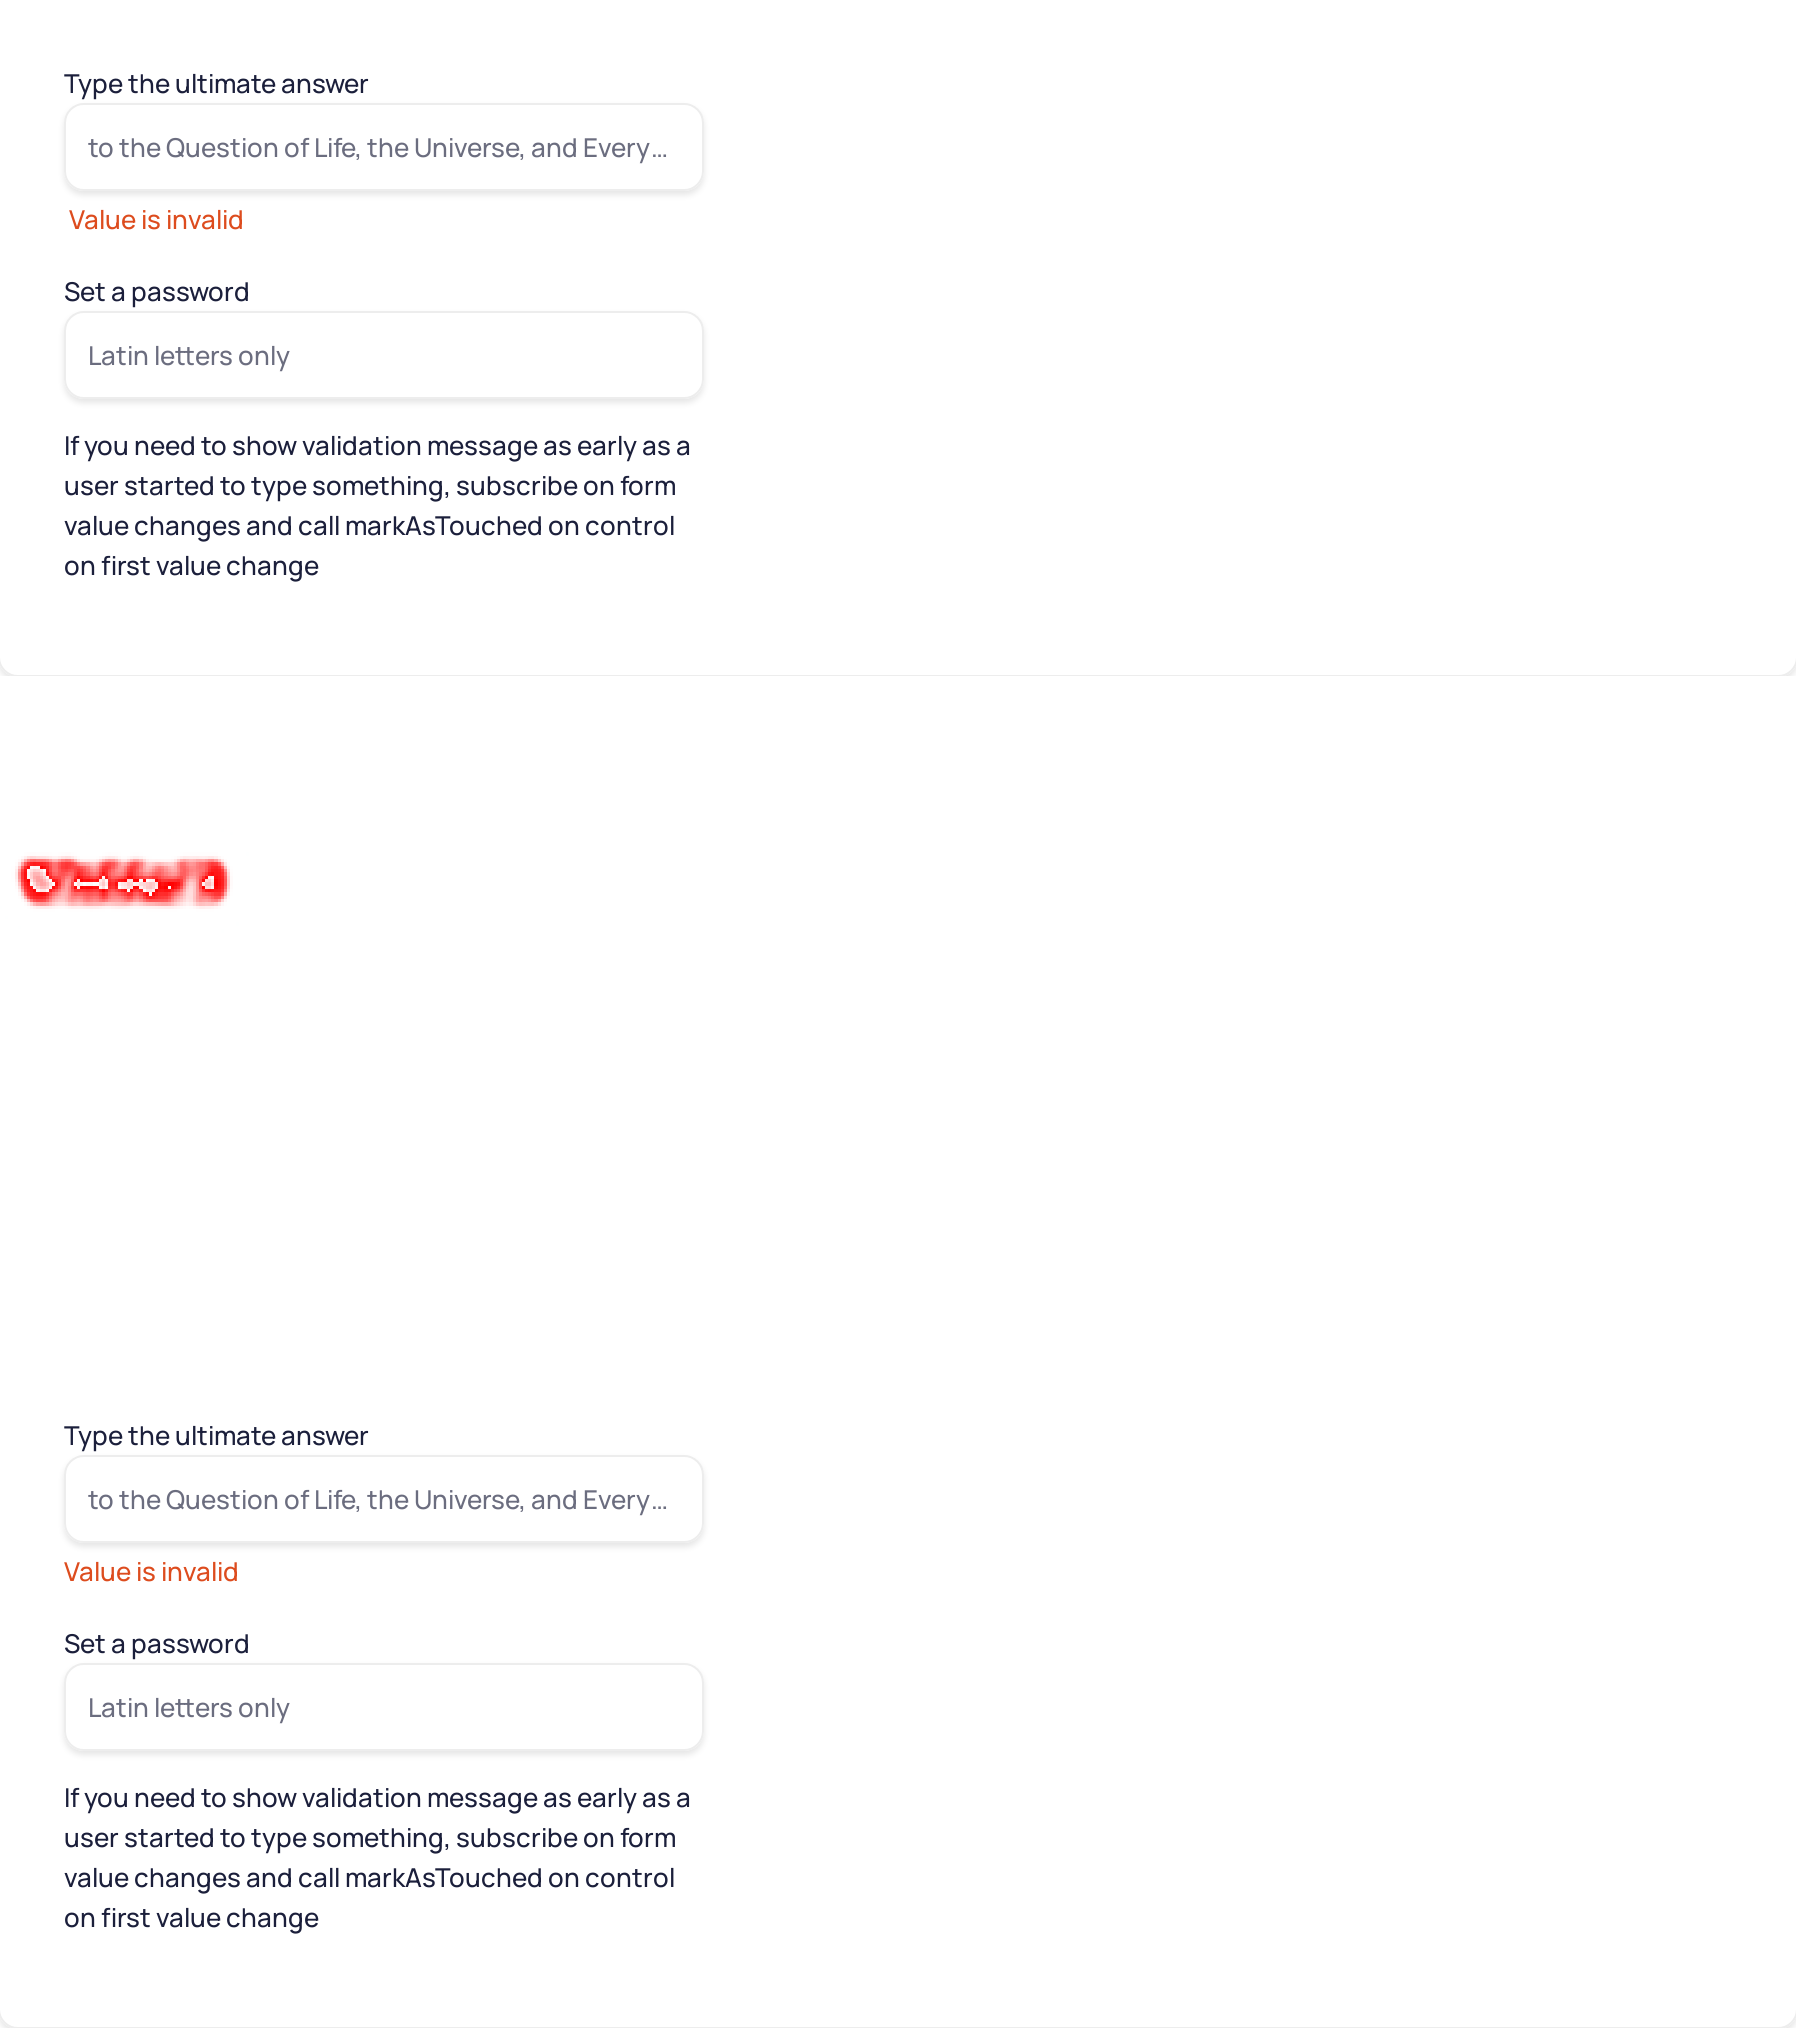 Type the ultimate answer
to the Question of Life, the Universe, and Every…
Value is invalid
Set a password
Latin letters only
If you need to show validation message as early as a
user started to type something, subscribe on form
value changes and call markAsTouched on control
on first value change
Type the ultimate answer
to the Question of Life, the Universe, and Every…
Value is invalid
Set a password
Latin letters only
If you need to show validation message as early as a
user started to type something, subscribe on form
value changes and call markAsTouched on control
on first value change